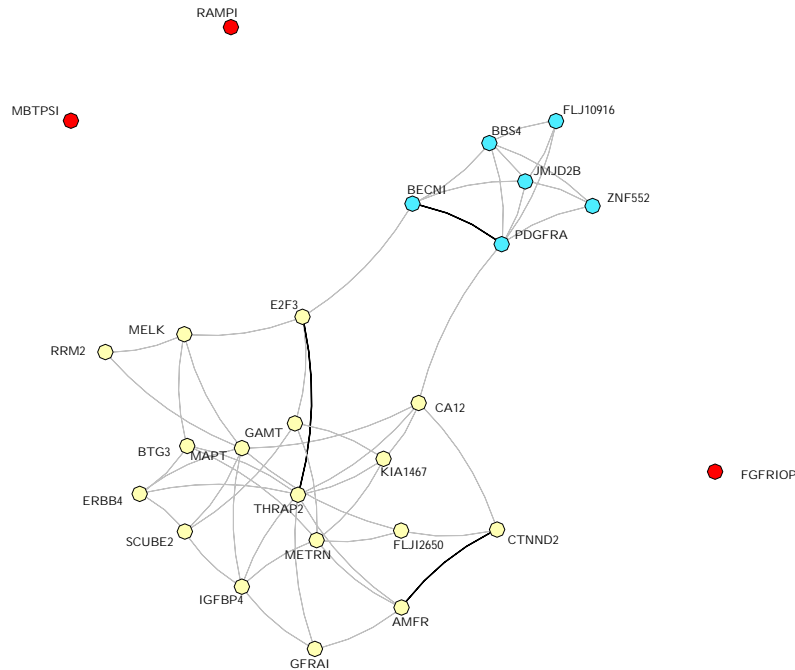 RAMPI
MBTPSI
FLJ10916
BBS4
JMJD2B
BECNI
ZNF552
PDGFRA
E2F3
MELK
RRM2
CA12
GAMT
BTG3
MAPT
KIA1467
FGFRIOP
ERBB4
THRAP2
SCUBE2
METRN
FLJI2650
CTNND2
IGFBP4
AMFR
GFRAI